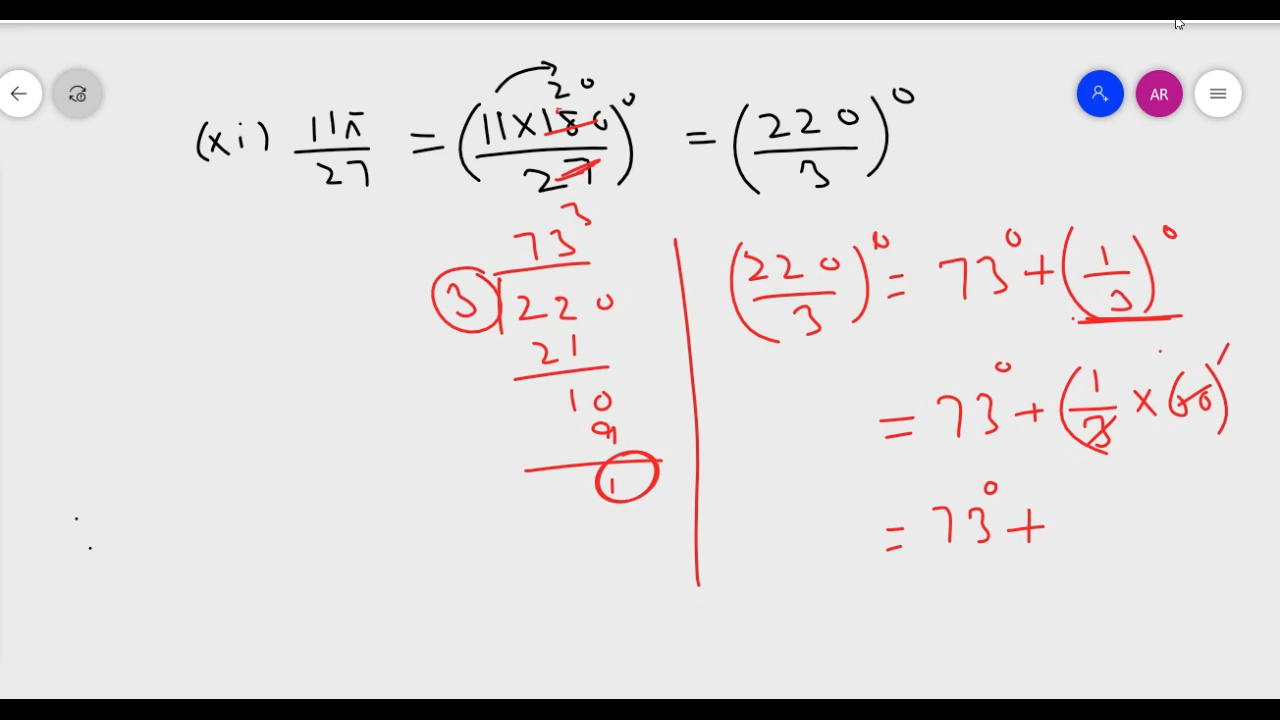 (xi) 11π/27 = (11×180/27)° = (220/3)°
20
3
73
3 220
21
10
9
1
(220/3)° = 73° + (1/3)°
= 73° + (1/3 × 60)′
= 73° +
AR